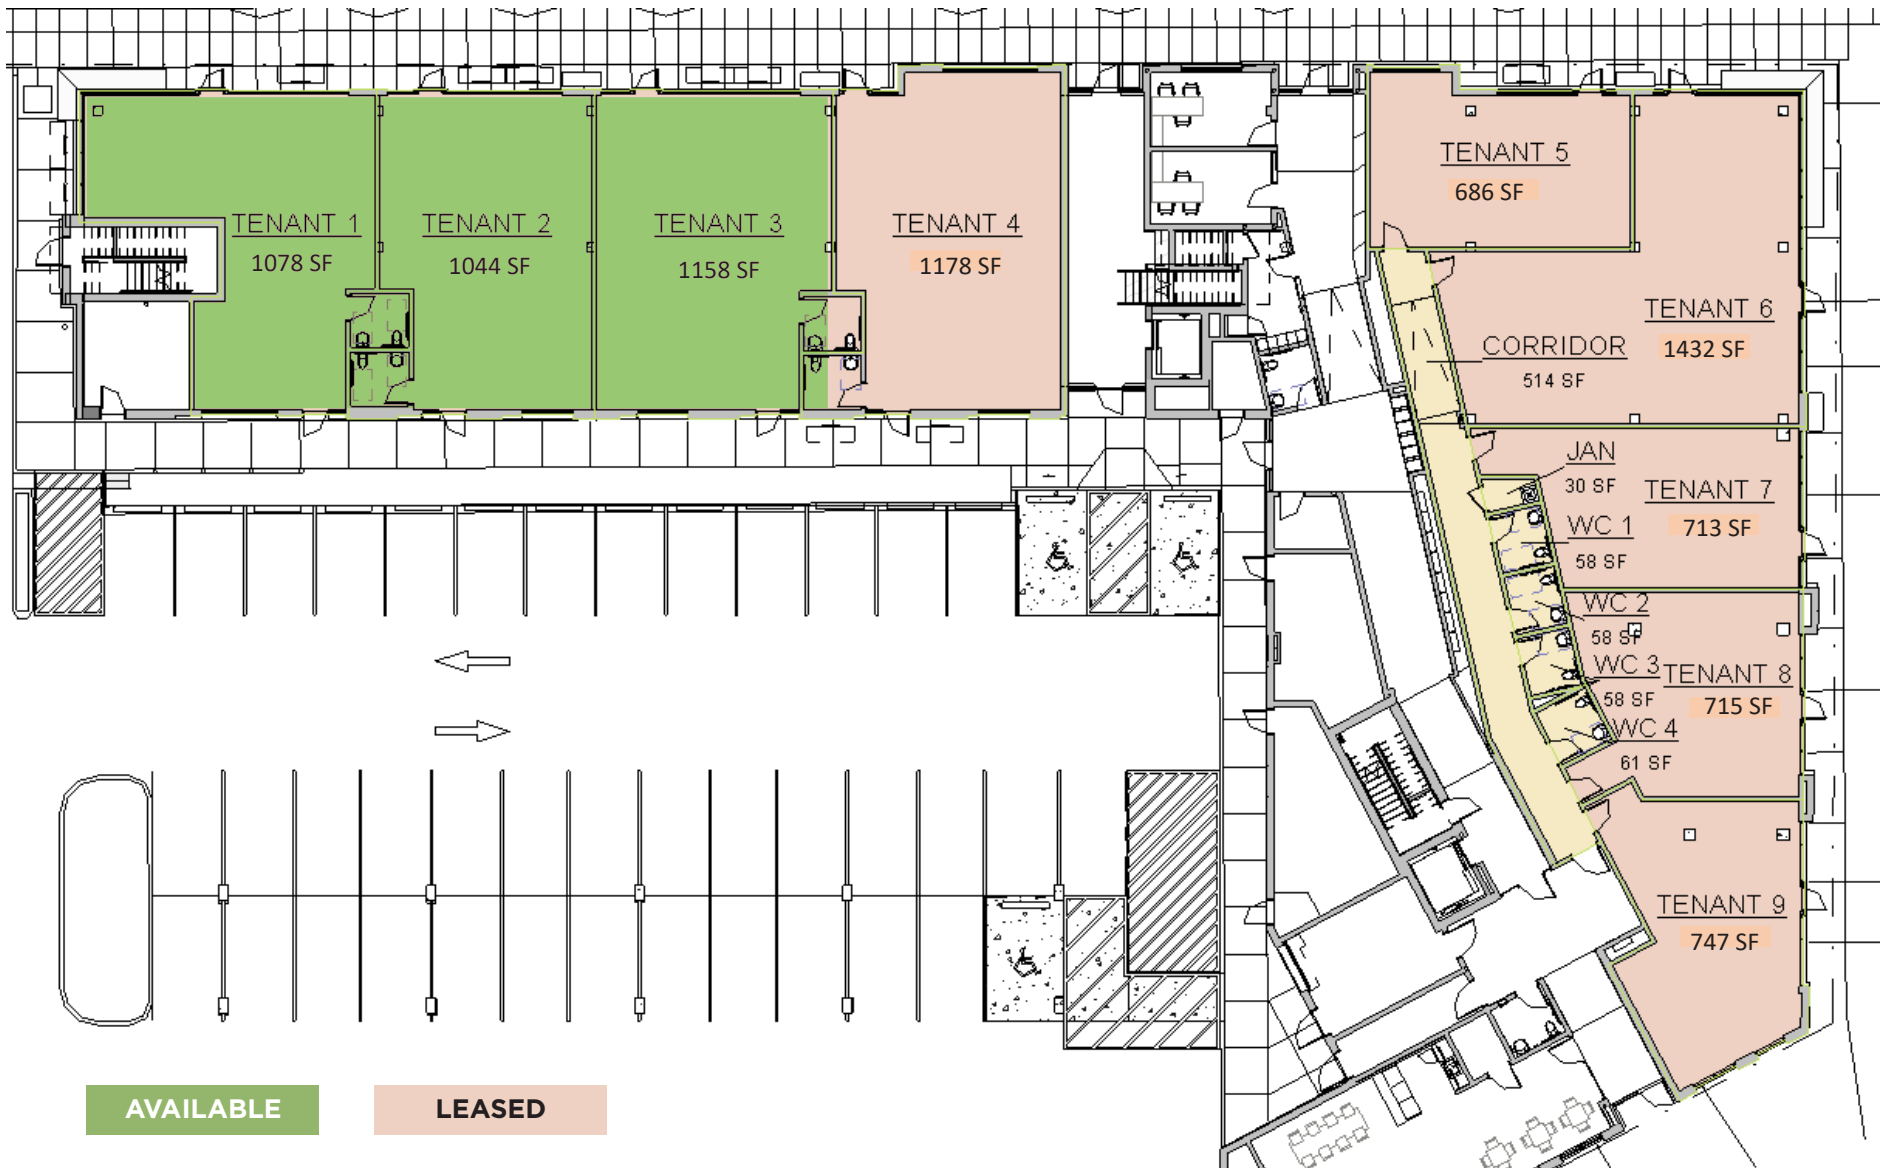 TENANT 1
1078 SF
TENANT 2
1044 SF
TENANT 3
1158 SF
TENANT 4
1178 SF
TENANT 5
686 SF
TENANT 6
1432 SF
CORRIDOR
514 SF
JAN
30 SF
TENANT 7
713 SF
WC 1
58 SF
WC 2
58 SF
WC 3
58 SF
TENANT 8
715 SF
WC 4
61 SF
TENANT 9
747 SF
AVAILABLE
LEASED